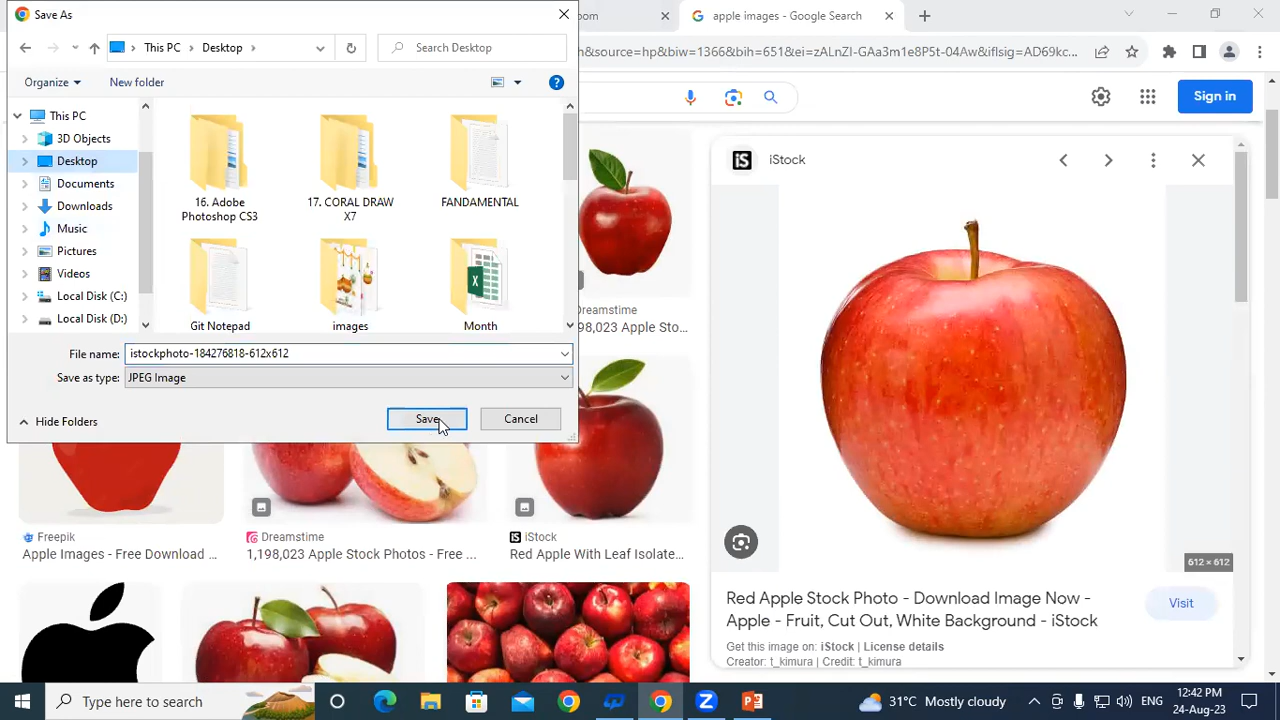 Save As
This PC
Desktop
Search Desktop
Organize
New folder
This PC
3D Objects
Desktop
Documents
Downloads
Music
Pictures
Videos
Local Disk (C:)
Local Disk (D:)
16. Adobe
Photoshop CS3
17. CORAL DRAW
X7
FANDAMENTAL
Git Notepad
images
Month
File name:
istockphoto-184276818-612x612
Save as type:
JPEG Image
Hide Folders
Save
Cancel
oom
apple images - Google Search
h&source=hp&biw=1366&bih=651&ei=zALnZI-GAa3m1e8P5t-04Aw&iflsig=AD69kc...
Sign in
iS
iStock
Dreamstime
98,023 Apple Sto...
612 × 612
Freepik
Apple Images - Free Download ...
Dreamstime
1,198,023 Apple Stock Photos - Free ...
iS
iStock
Red Apple With Leaf Isolate...
Red Apple Stock Photo - Download Image Now -
Apple - Fruit, Cut Out, White Background - iStock
Visit
Get this image on: iStock | License details
Creator: t_kimura | Credit: t_kimura
Type here to search
31°C Mostly cloudy
ENG
12:42 PM
24-Aug-23